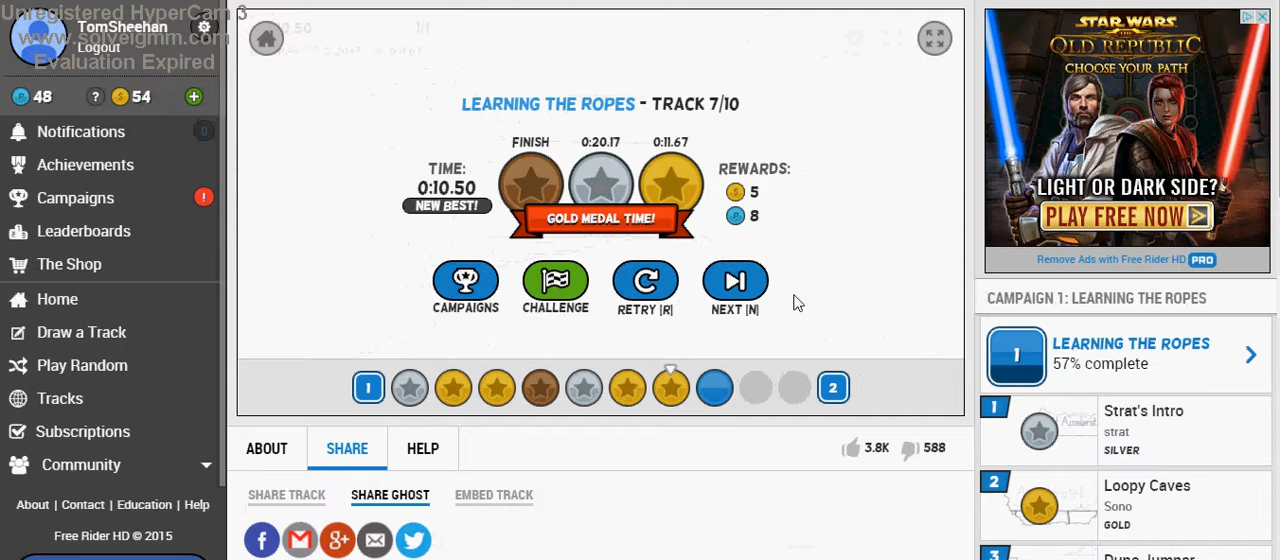 Unregistered HyperCam 3
www.solveigmm.com
Evaluation Expired
TomSheehan
Logout
48
?
54
Notifications
0
Achievements
Campaigns
!
Leaderboards
The Shop
Home
Draw a Track
Play Random
Tracks
Subscriptions
Community
About | Contact | Education | Help
Free Rider HD © 2015
LEARNING THE ROPES - TRACK 7/10
FINISH
0:20.17
0:11.67
TIME:
0:10.50
NEW BEST!
GOLD MEDAL TIME!
REWARDS:
5
8
CAMPAIGNS
CHALLENGE
RETRY |R|
NEXT |N|
1
2
ABOUT
SHARE
HELP
3.8K
588
SHARE TRACK
SHARE GHOST
EMBED TRACK
STAR WARS
THE
OLD REPUBLIC
CHOOSE YOUR PATH
LIGHT OR DARK SIDE?
PLAY FREE NOW
Remove Ads with Free Rider HD PRO
CAMPAIGN 1: LEARNING THE ROPES
1
LEARNING THE ROPES
57% complete
1
Strat's Intro
strat
SILVER
2
Loopy Caves
Sono
GOLD
3